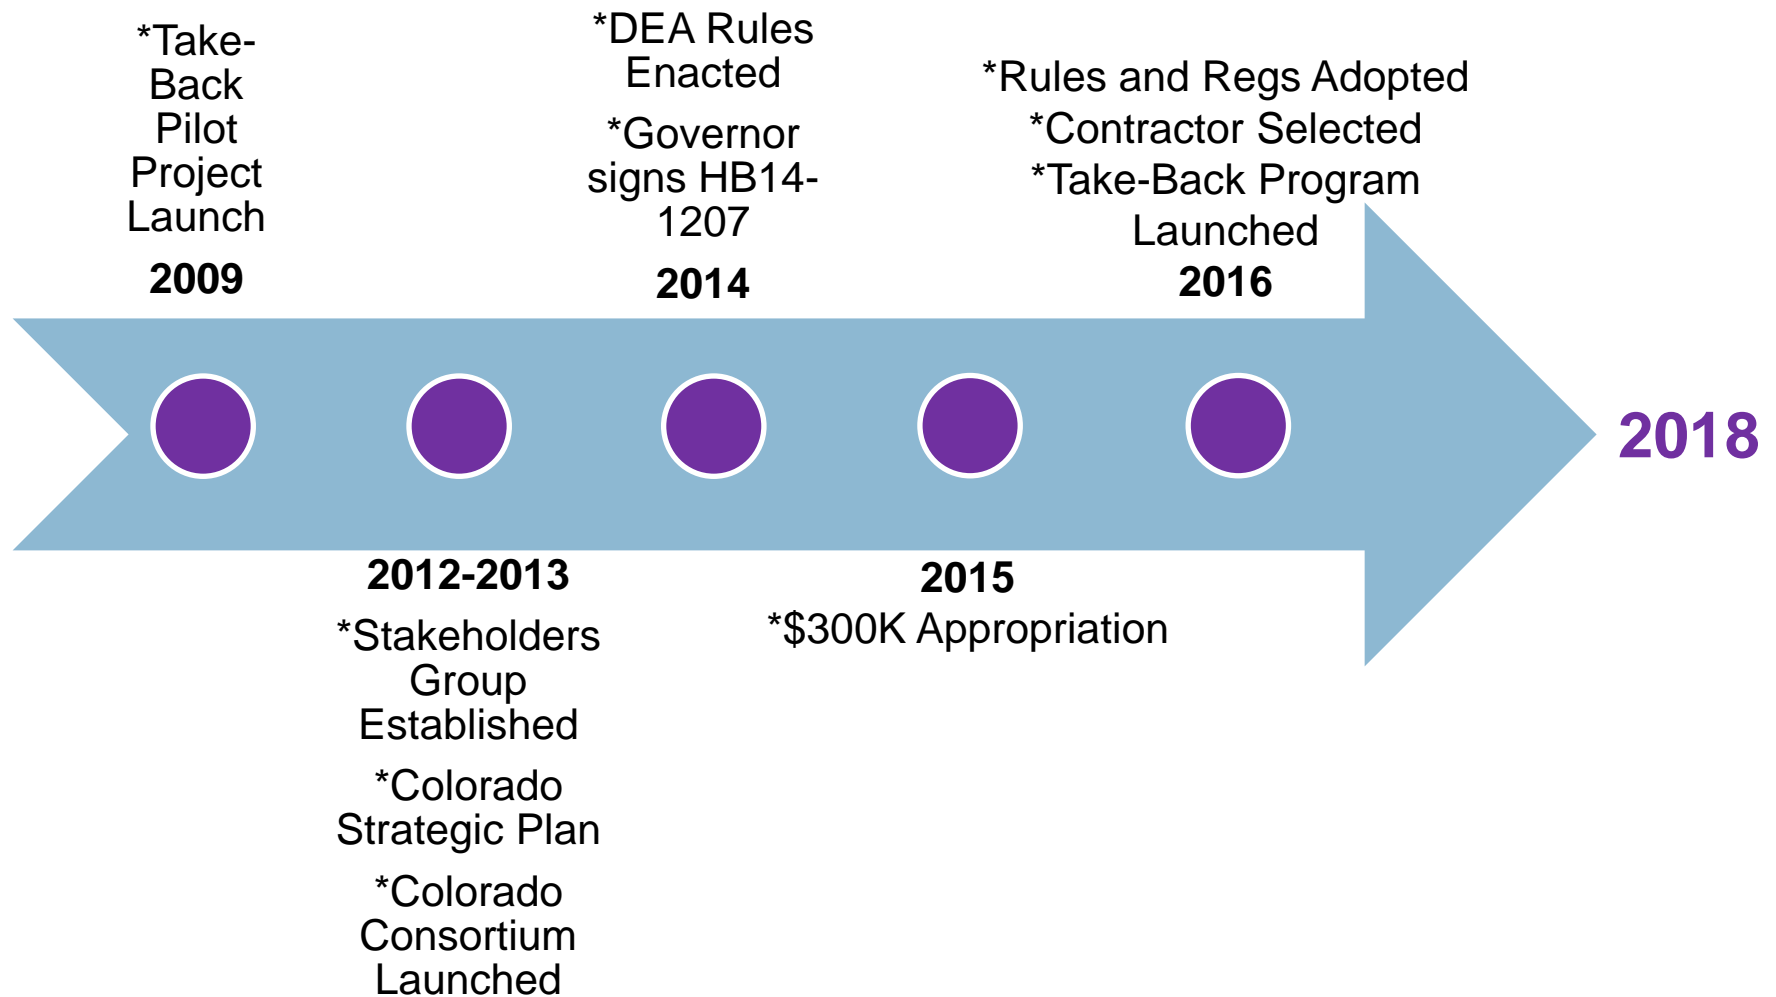 *Take-
Back
Pilot
Project
Launch
2009
*DEA Rules
Enacted
*Governor
signs HB14-
1207
2014
*Rules and Regs Adopted
*Contractor Selected
*Take-Back Program
Launched
2016
2018
2012-2013
*Stakeholders
Group
Established
*Colorado
Strategic Plan
*Colorado
Consortium
Launched
2015
*$300K Appropriation